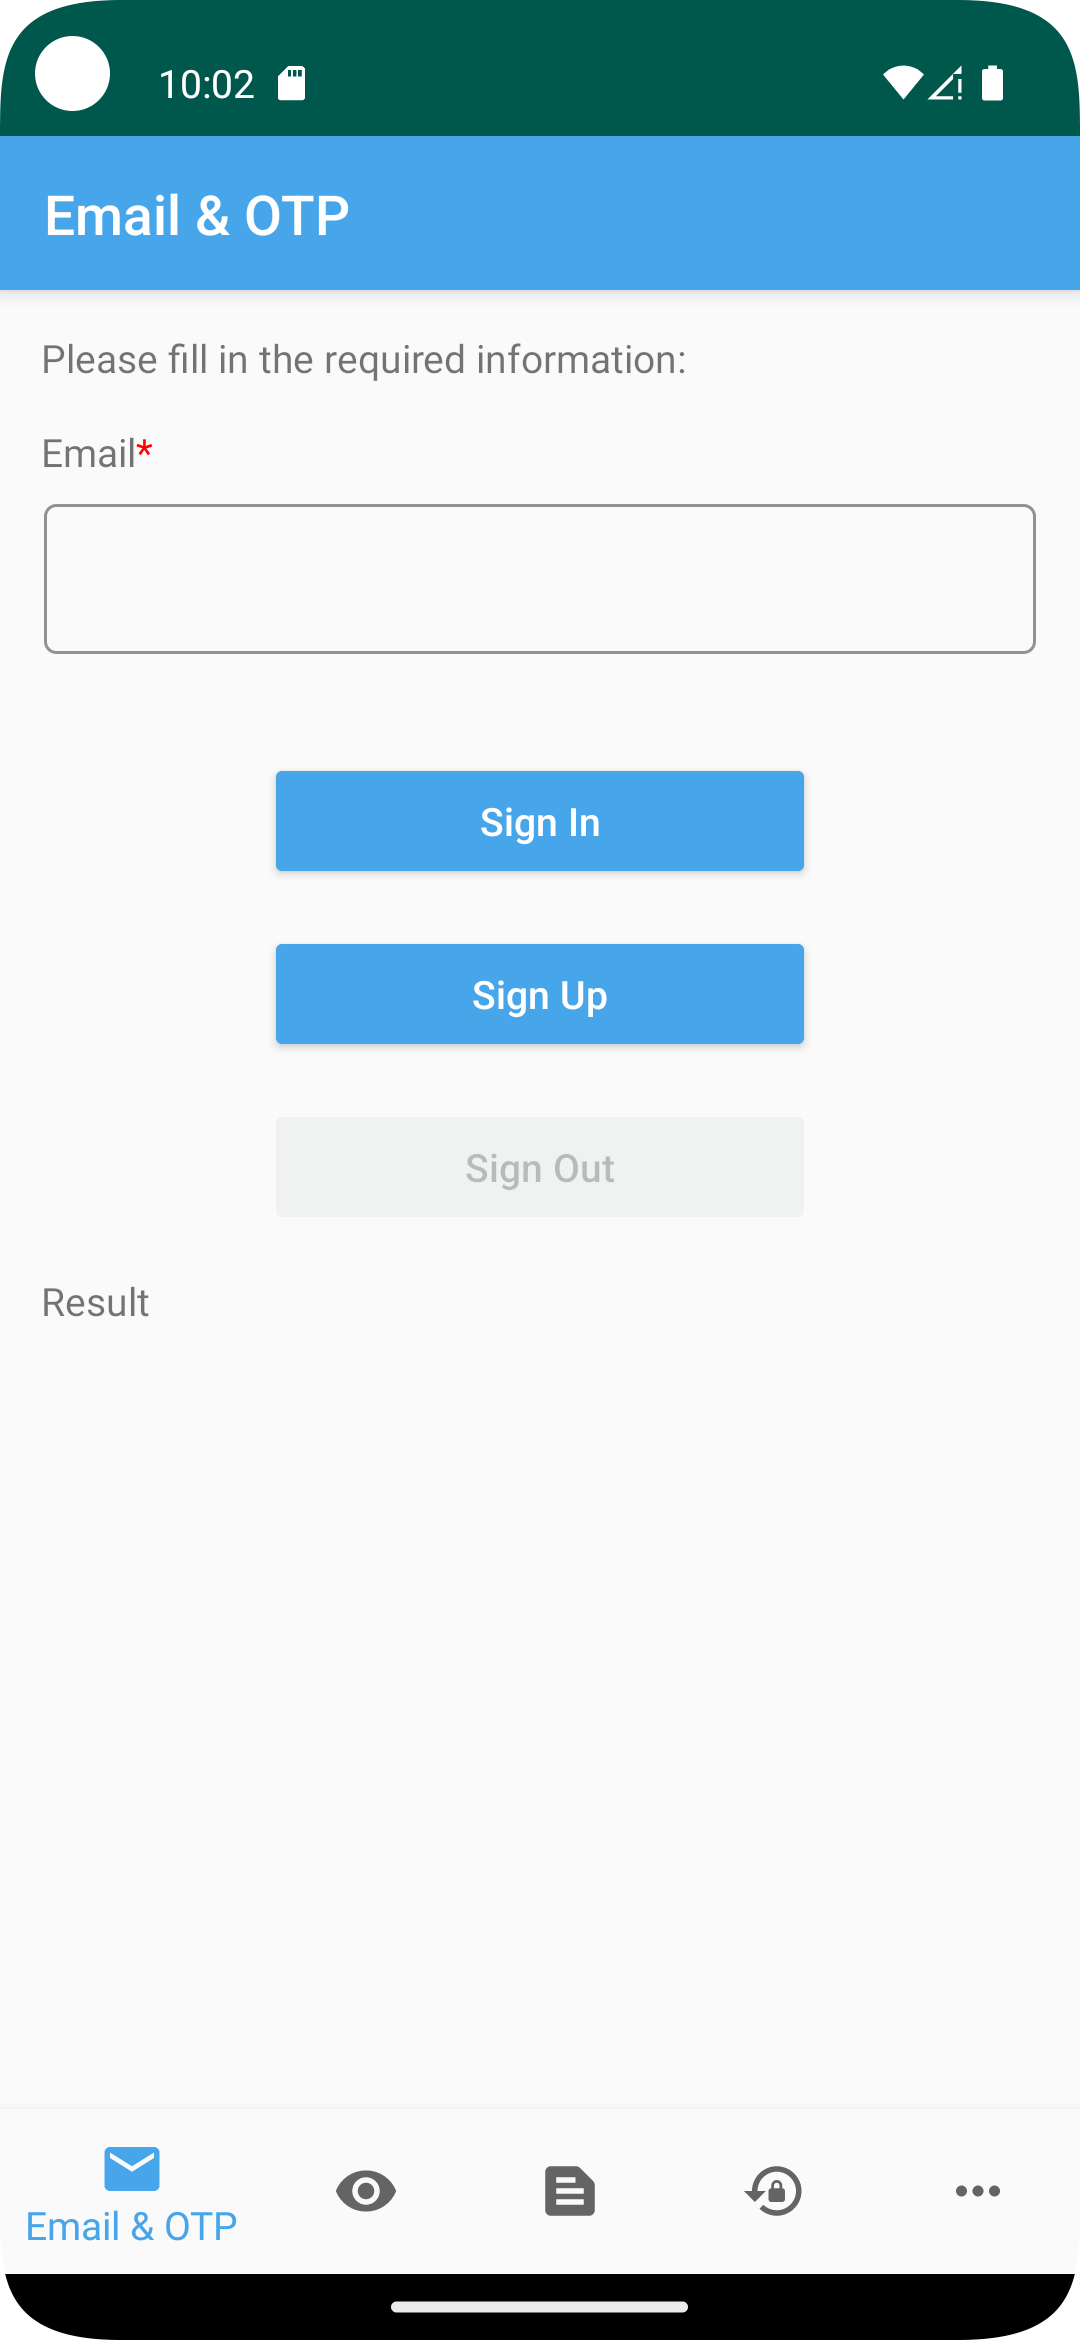 10:02
Email & OTP
Please fill in the required information:
Email*
Sign In
Sign Up
Sign Out
Result
Email & OTP